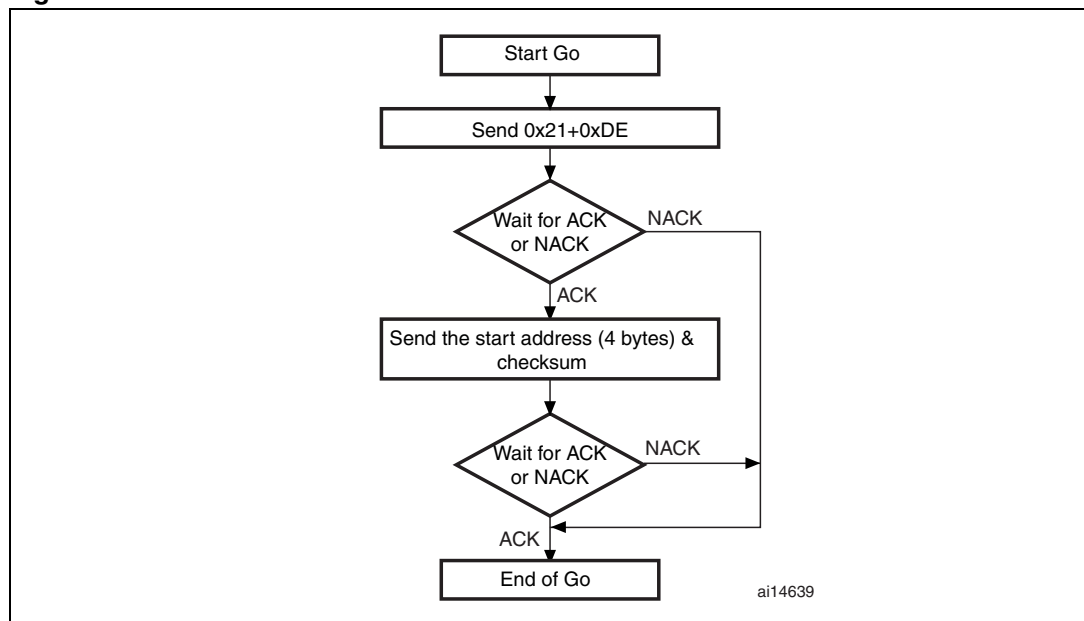 Start Go
Send 0x21+0xDE
Wait for ACK
or NACK
NACK
ACK
Send the start address (4 bytes) &
checksum
Wait for ACK
or NACK
NACK
ACK
End of Go
ai14639